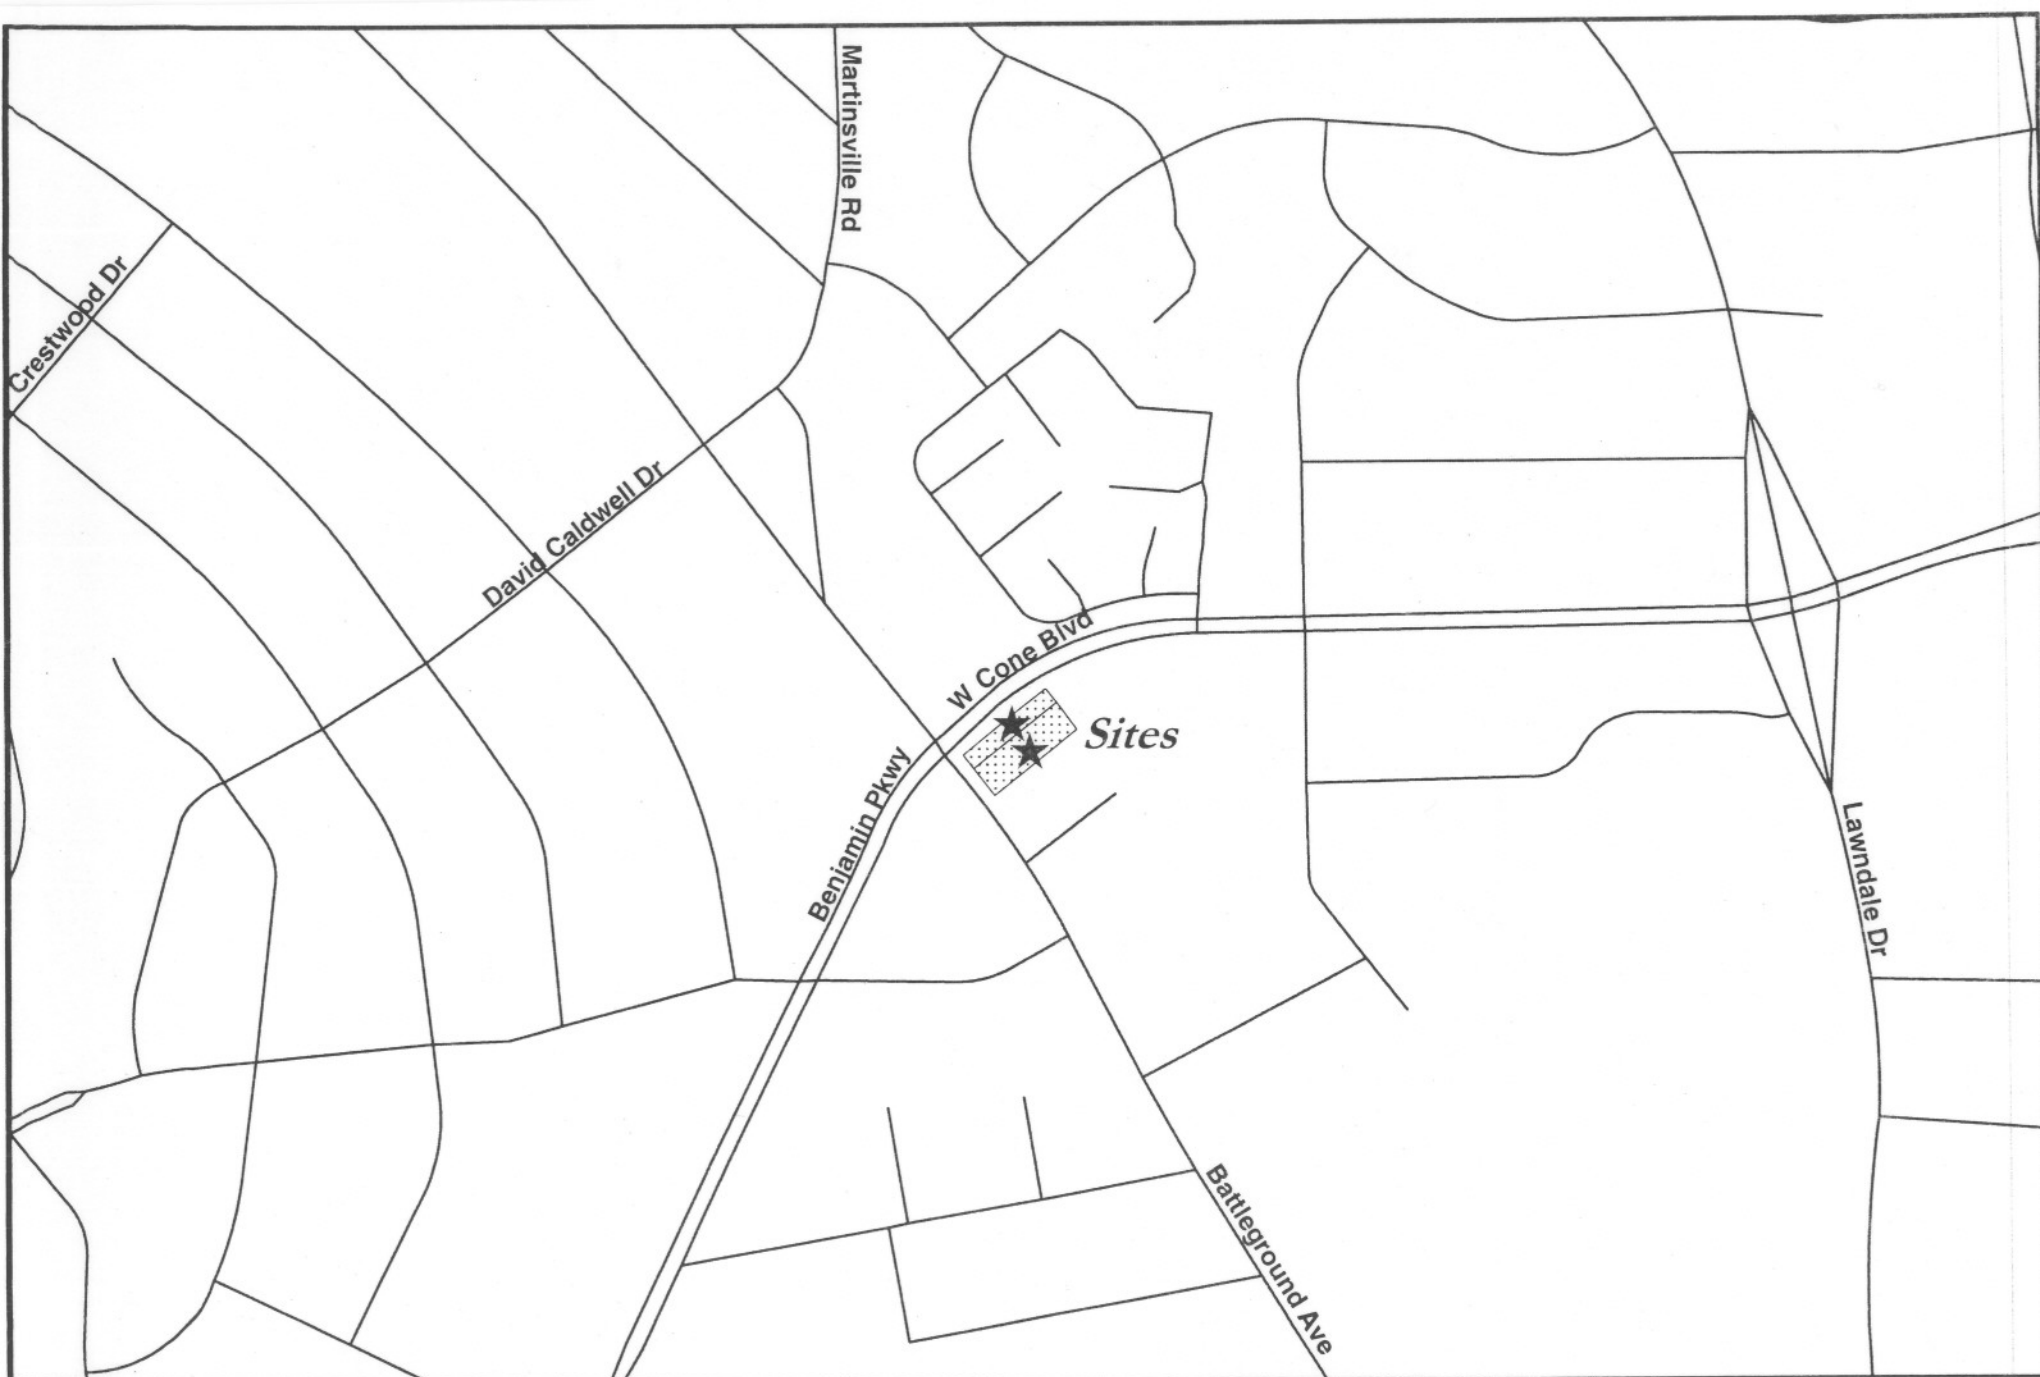 Martinsville Rd
Crestwood Dr
David Caldwell Dr
W Cone Blvd
Sites
Benjamin Pkwy
Lawndale Dr
Battleground Ave